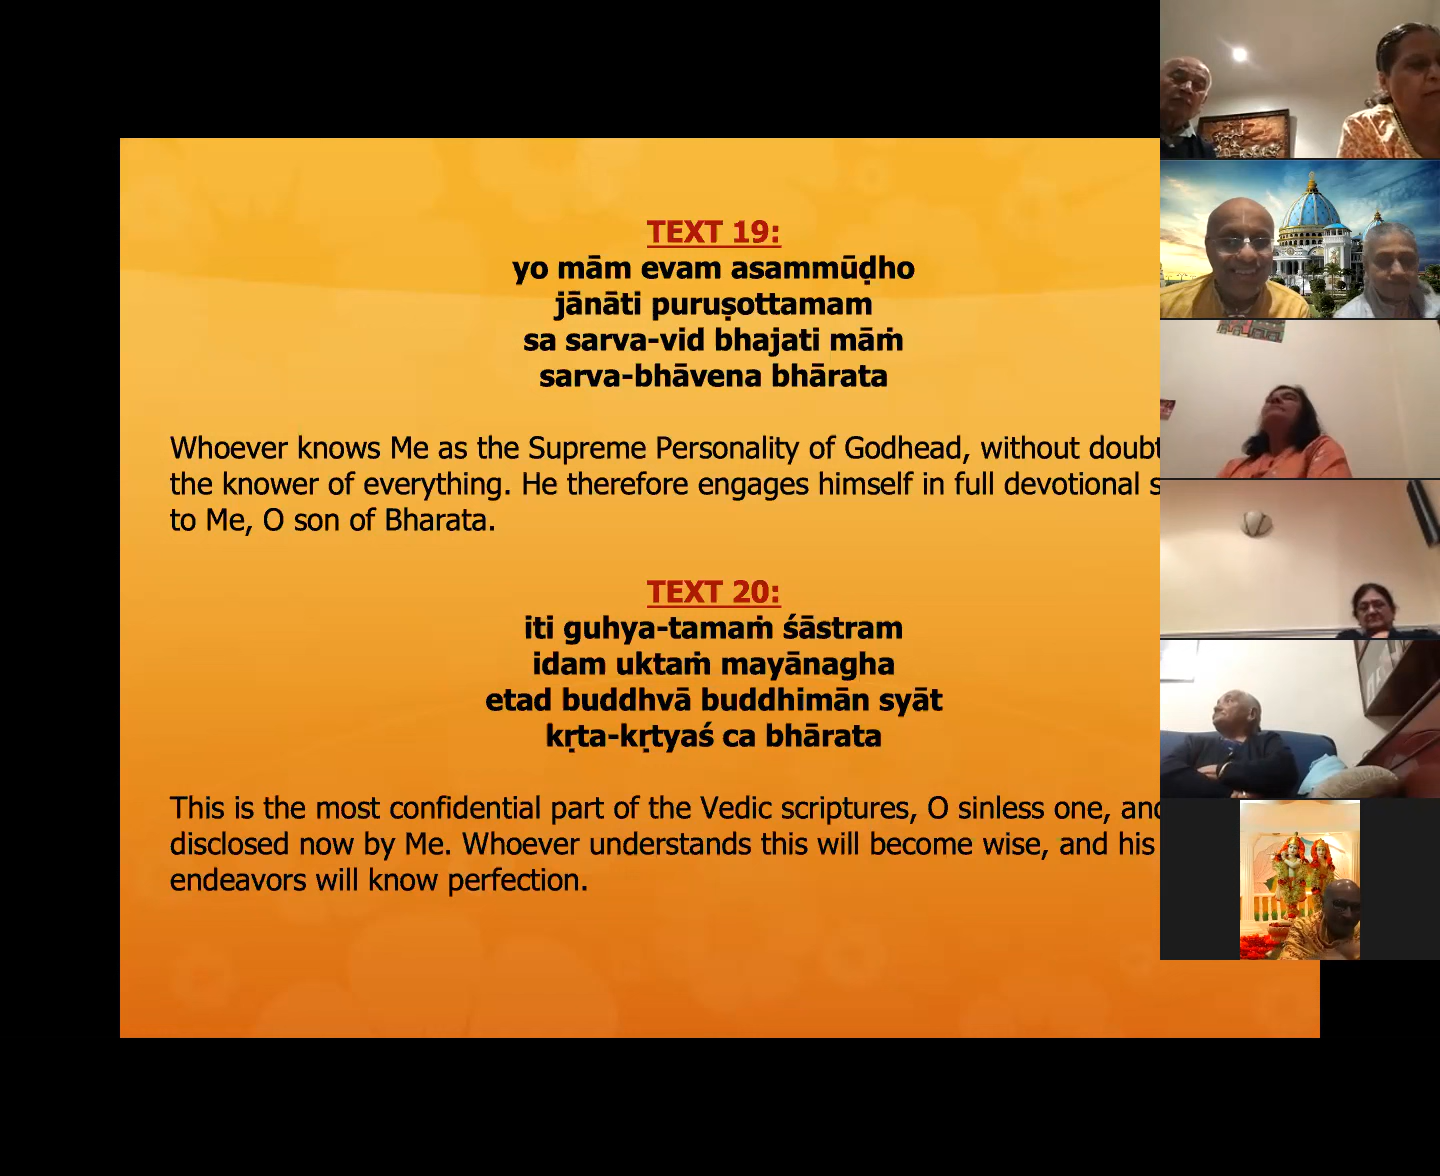 TEXT 19:
yo mām evam asammūḍho
jānāti puruṣottamam
sa sarva-vid bhajati māṁ
sarva-bhāvena bhārata
Whoever knows Me as the Supreme Personality of Godhead, without doubt
the knower of everything. He therefore engages himself in full devotional
to Me, O son of Bharata.
TEXT 20:
iti guhya-tamaṁ śāstram
idam uktaṁ mayānagha
etad buddhvā buddhimān syāt
kṛta-kṛtyaś ca bhārata
This is the most confidential part of the Vedic scriptures, O sinless one,
disclosed now by Me. Whoever understands this will become wise, and his
endeavors will know perfection.